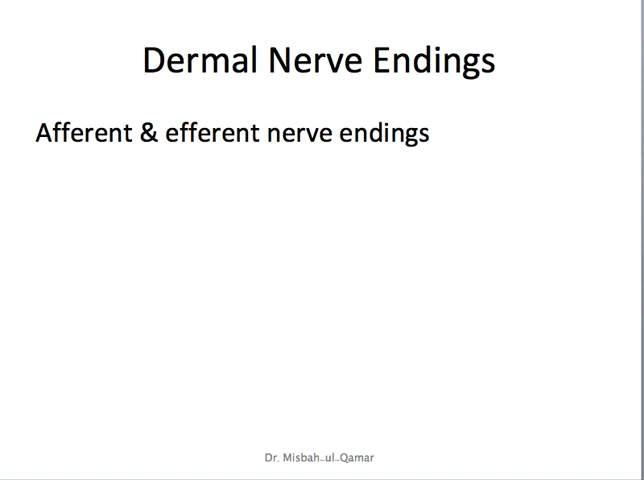 Dermal Nerve Endings
Afferent & efferent nerve endings
Dr. Misbah-ul-Qamar